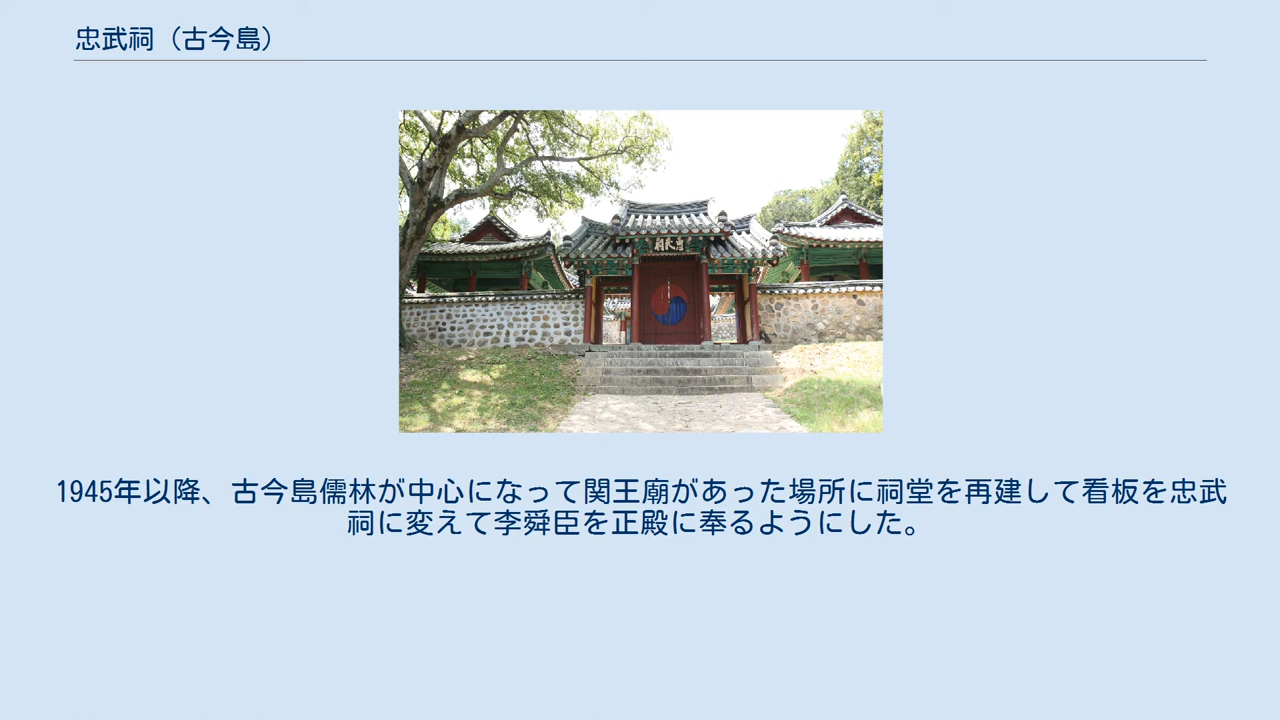 忠武祠（古今島）
1945年以降、古今島儒林が中心になって関王廟があった場所に祠堂を再建して看板を忠武
祠に変えて李舜臣を正殿に奉るようにした。